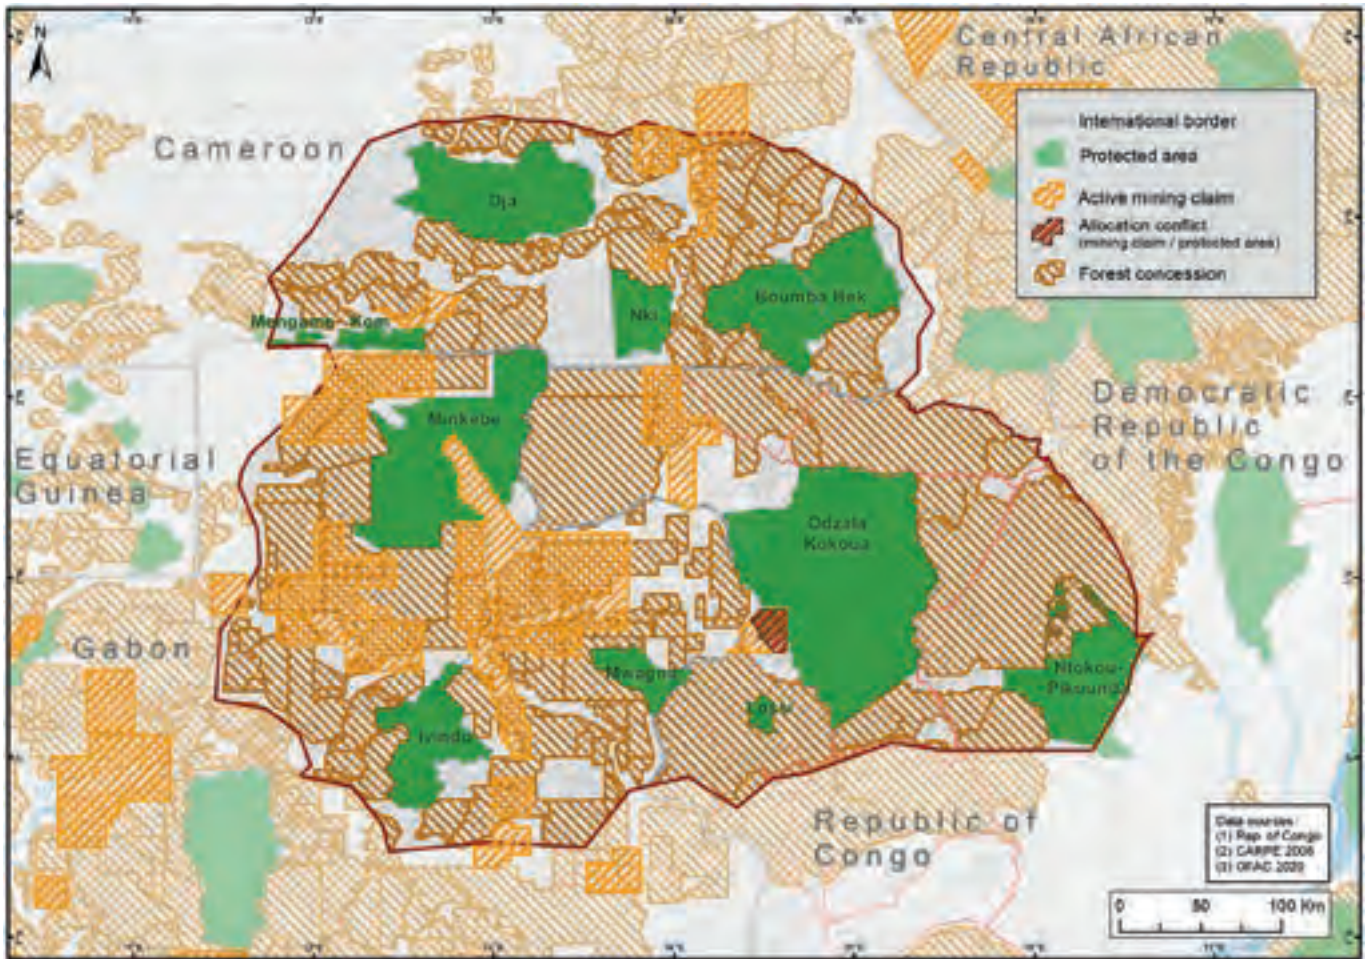 N
Central African
Republic
Cameroon
International border
Protected area
Active mining claim
Allocation conflict
(mining claim / protected area)
Forest concession
Dja
Boumba Bek
Nki
Mengame - Kom
Minkebe
Democratic
Republic
of the Congo
Equatorial
Guinea
Odzala
Kokoua
Gabon
Mwagna
Ntokou-
Pikounda
Lossi
Ivindo
Republic of
Congo
Data sources:
(1) Rep. of Congo
(2) CARPE 2006
(3) OFAC 2020
0 50 100 Km